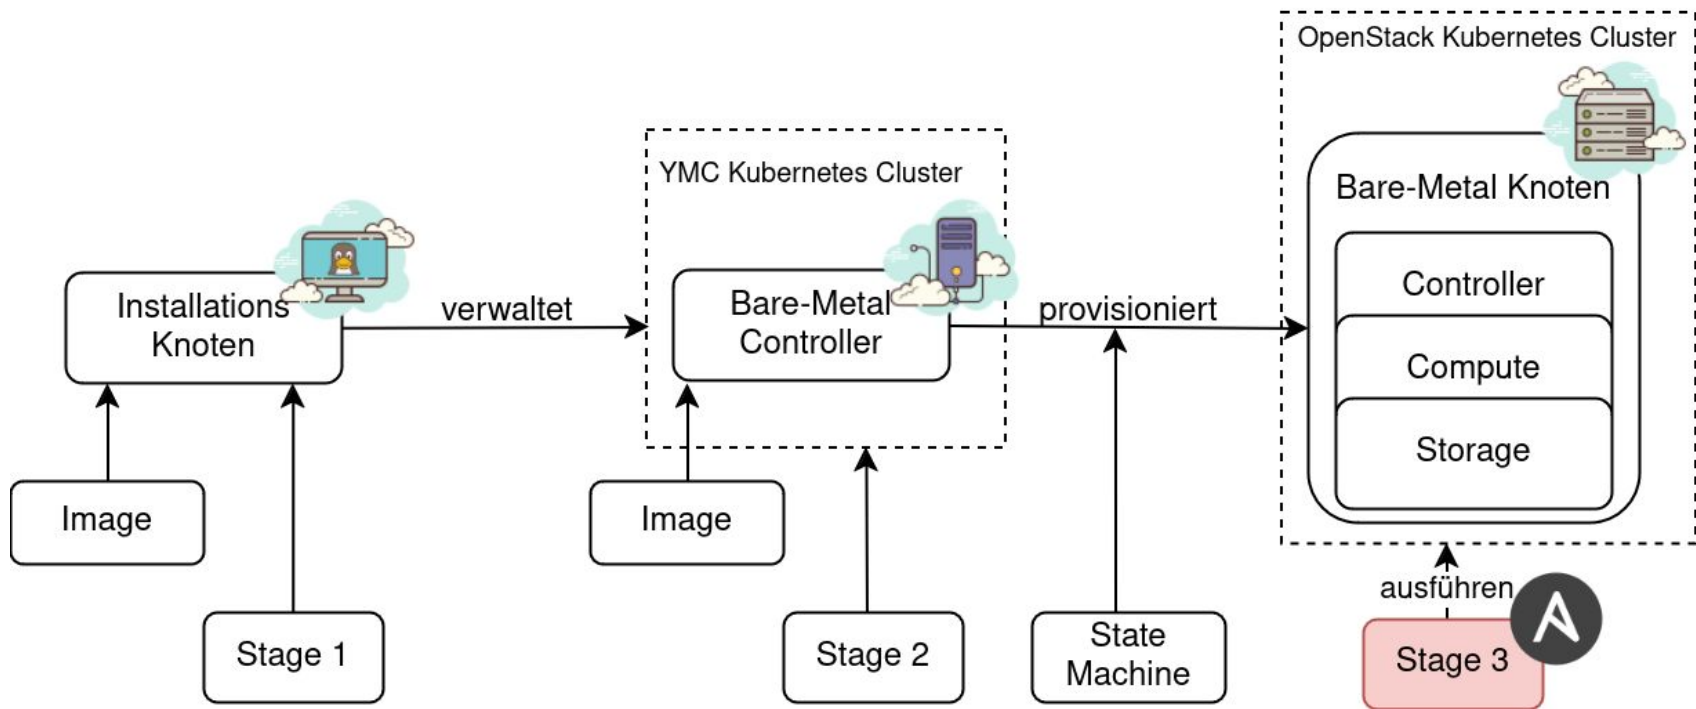 OpenStack Kubernetes Cluster
YMC Kubernetes Cluster
Bare-Metal Knoten
Installations
Knoten
verwaltet
Bare-Metal
Controller
provisioniert
Controller
Compute
Storage
Image
Image
ausführen
Stage 1
Stage 2
State
Machine
Stage 3